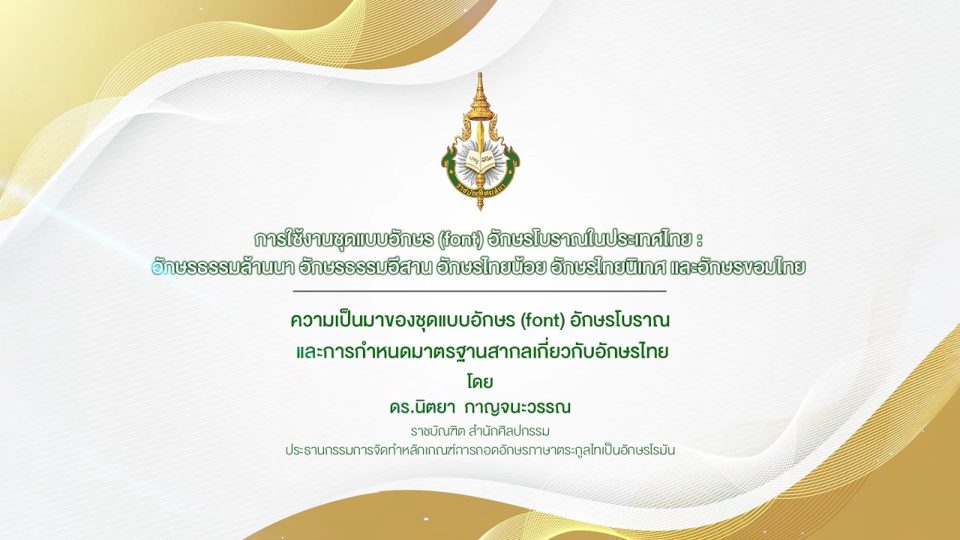 ราชบัณฑิตยสภา
การใช้งานชุดแบบอักษร (font) อักษรโบราณในประเทศไทย :
อักษรธรรมล้านนา อักษรธรรมอีสาน อักษรไทยน้อย อักษรไทยนิเทศ และอักษรขอมไทย
ความเป็นมาของชุดแบบอักษร (font) อักษรโบราณ
และการกำหนดมาตรฐานสากลเกี่ยวกับอักษรไทย
โดย
ดร.นิตยา กาญจนะวรรณ
ราชบัณฑิต สำนักศิลปกรรม
ประธานกรรมการจัดทำหลักเกณฑ์การถอดอักษรภาษาตระกูลไทเป็นอักษรโรมัน